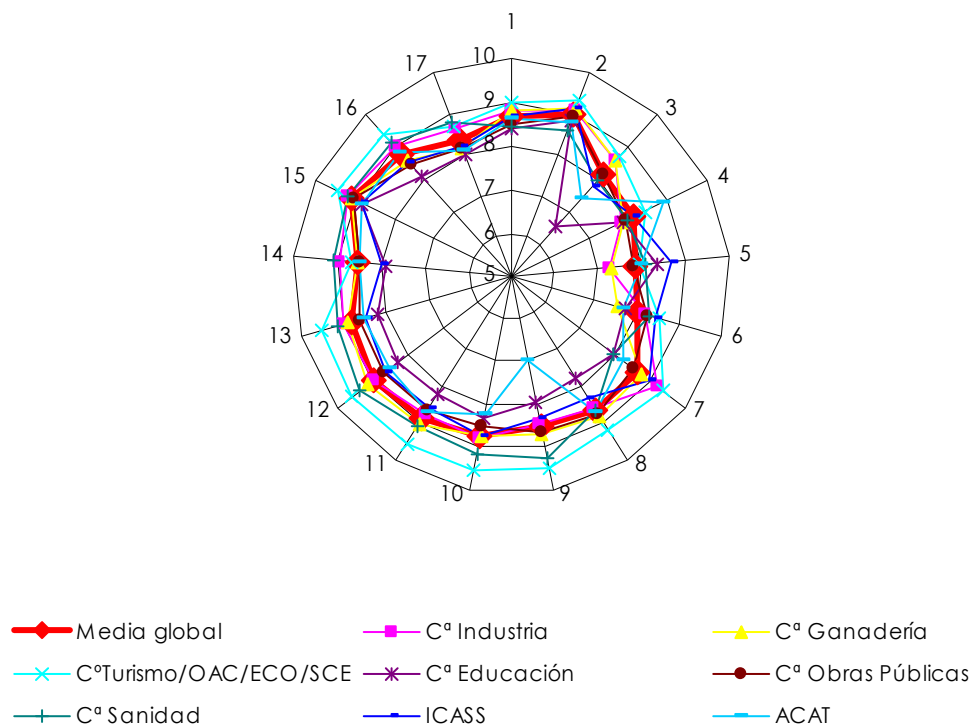 1
10
2
17
9
3
16
8
4
7
15
6
5
14
5
13
6
12
7
11
8
10
9
Media global
Cª Industria
Cª Ganadería
CªTurismo/OAC/ECO/SCE
Cª Educación
Cª Obras Públicas
Cª Sanidad
ICASS
ACAT